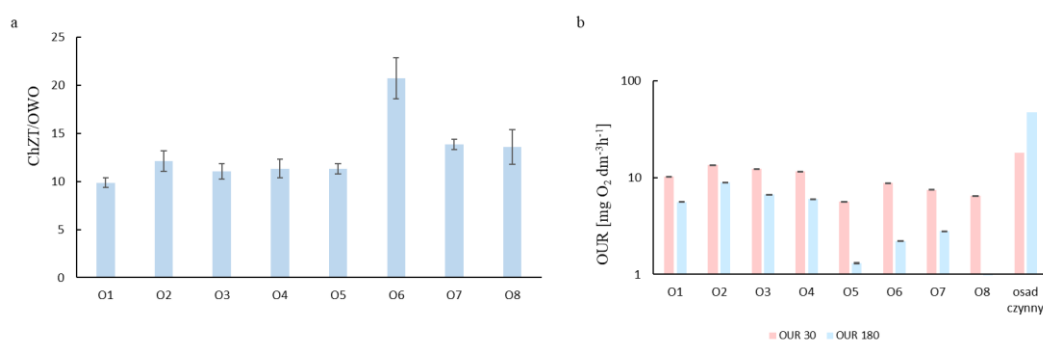 a
25
20
15
10
5
0
ChZT/OWO
O1 O2 O3 O4 O5 O6 O7 O8
b
100
10
1
OUR [mg O₂ dm⁻³h⁻¹]
O1 O2 O3 O4 O5 O6 O7 O8 osad
czynny
OUR 30 OUR 180